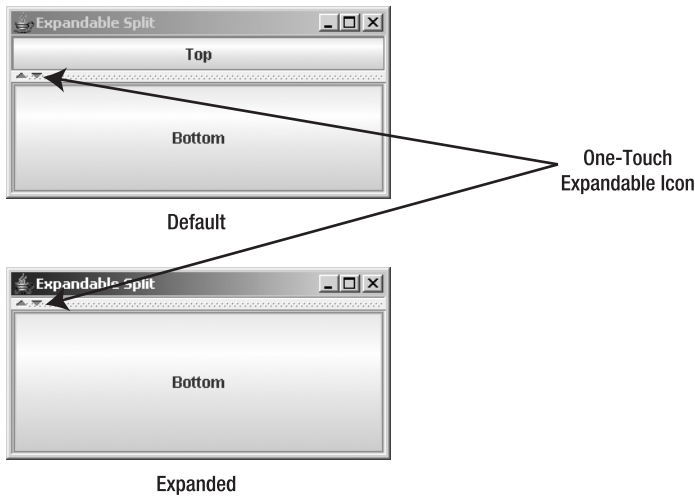 Expandable Split
Top
Bottom
Default
One-Touch
Expandable Icon
Expandable Split
Bottom
Expanded